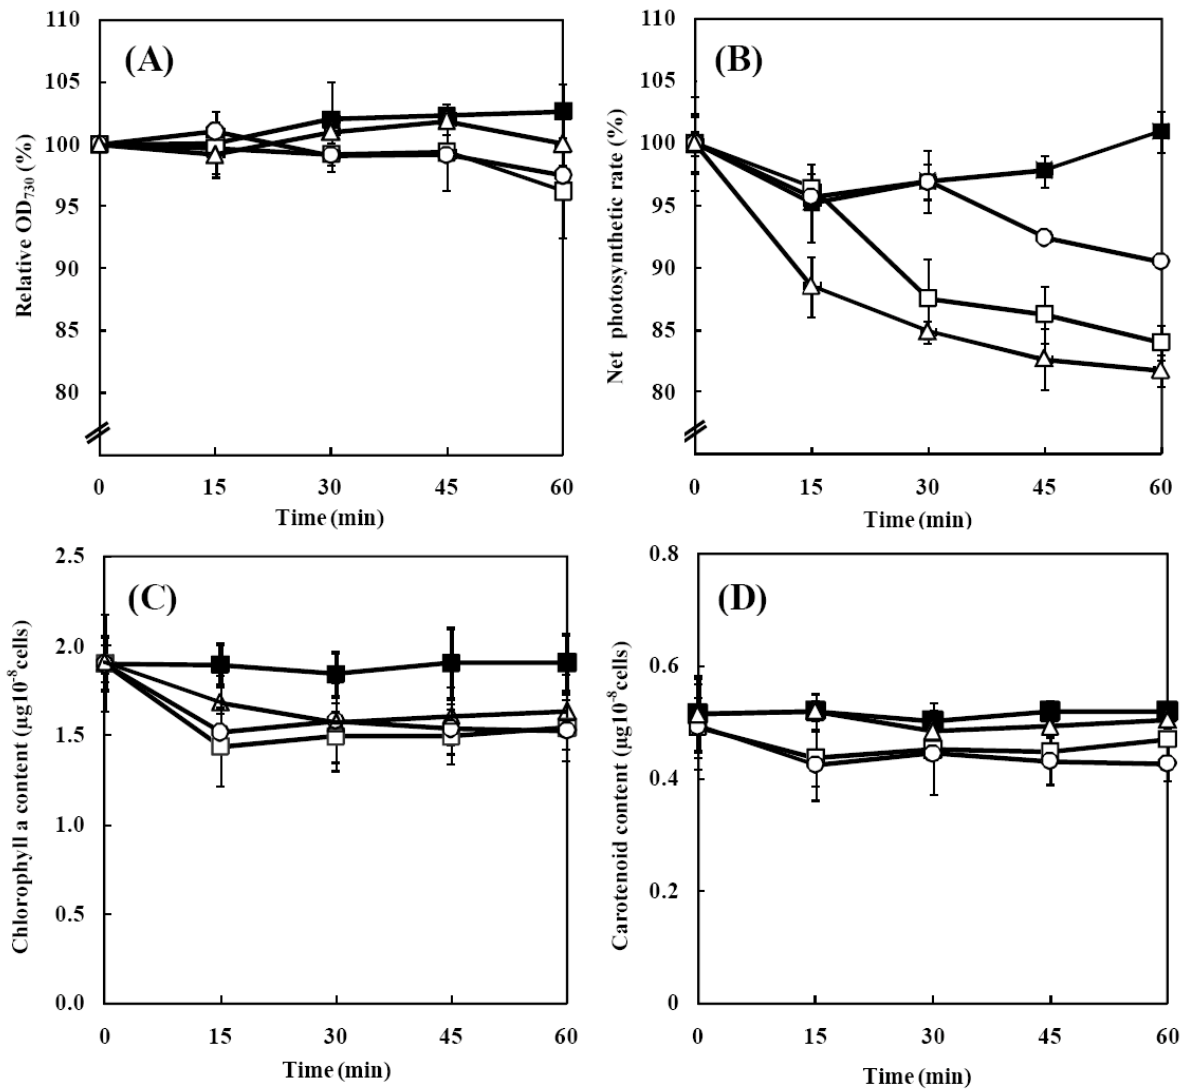 (A)
Relative OD730 (%)
110
105
100
95
90
85
80
0 15 30 45 60
Time (min)
(B)
Net photosynthetic rate (%)
110
105
100
95
90
85
80
0 15 30 45 60
Time (min)
(C)
Chlorophyll a content (µg10-8cells)
2.5
2.0
1.5
1.0
0.5
0.0
0 15 30 45 60
Time (min)
(D)
Carotenoid content (µg10-8cells)
0.8
0.6
0.4
0.2
0
0 15 30 45 60
Time (min)